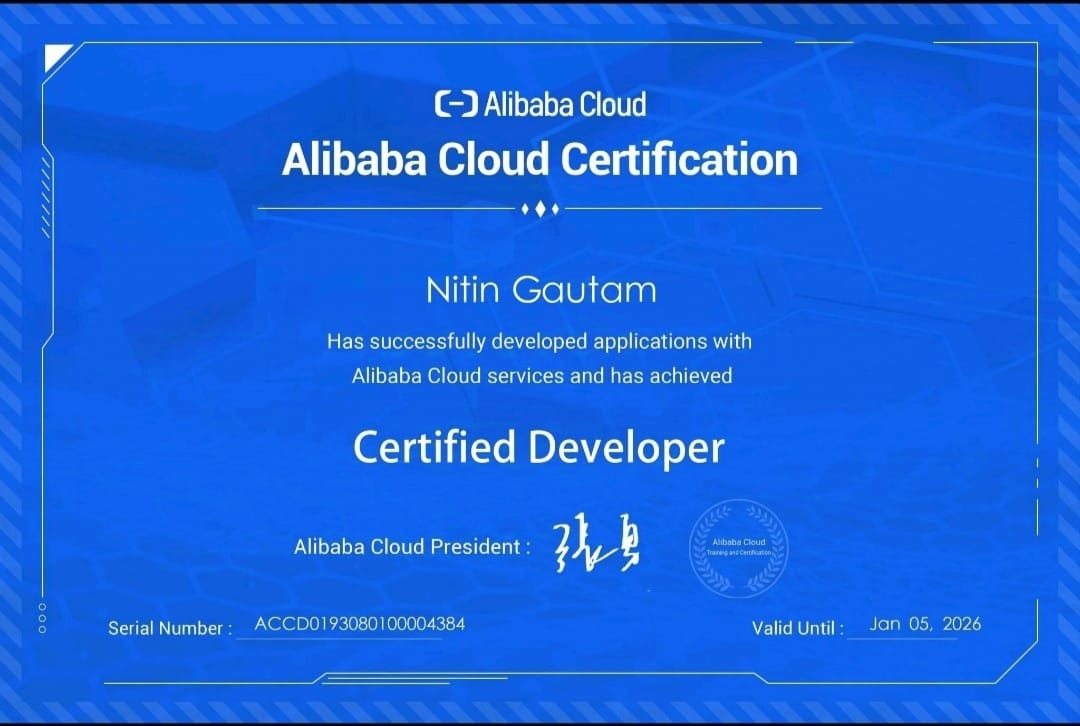 Alibaba Cloud
Alibaba Cloud Certification
Nitin Gautam
Has successfully developed applications with
Alibaba Cloud services and has achieved
Certified Developer
Alibaba Cloud President : 張勇
Alibaba Cloud
Training and Certification
Serial Number : ACCD0193080100004384
Valid Until : Jan 05, 2026